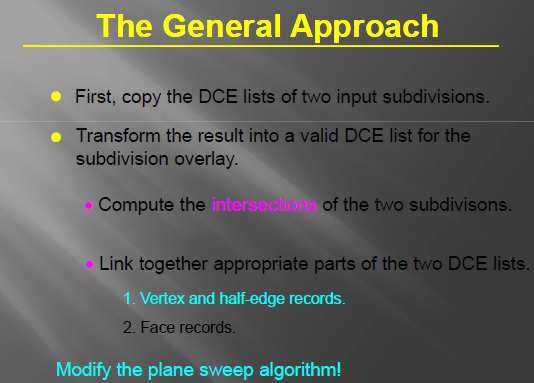 The General Approach
First, copy the DCE lists of two input subdivisions.
Transform the result into a valid DCE list for the
subdivision overlay.
Compute the intersections of the two subdivisons.
Link together appropriate parts of the two DCE lists.
1. Vertex and half-edge records.
2. Face records.
Modify the plane sweep algorithm!